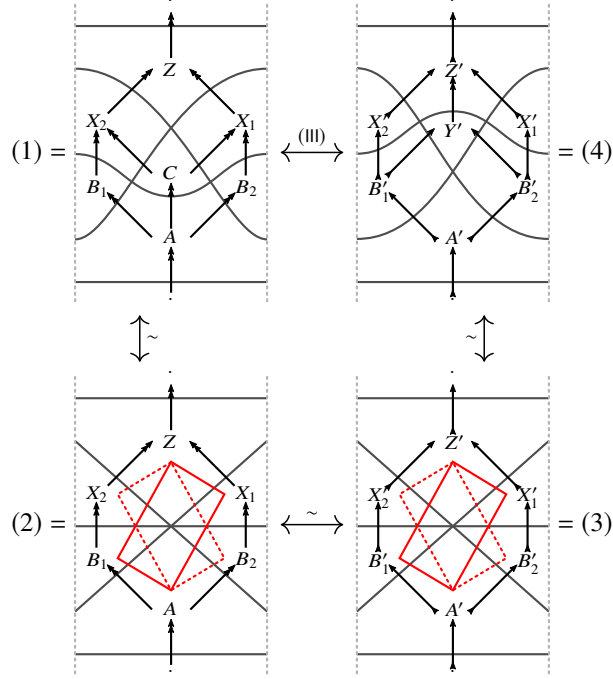 Z Z′
X₂ X₁ X′₂ X′₁
(1) = (III) Y′ = (4)
C
B₁ B₂ B′₁ B′₂
A A′
∼ ∼
Z Z′
X₂ X₁ X′₂ X′₁
(2) = ∼ = (3)
B₁ B₂ B′₁ B′₂
A A′